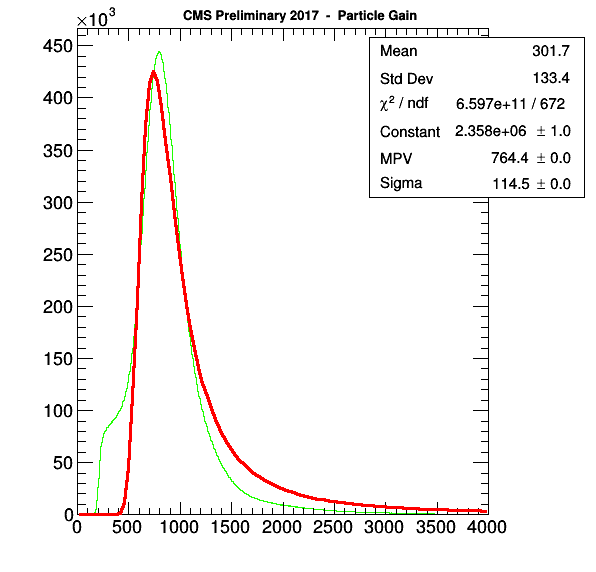 CMS Preliminary 2017 - Particle Gain
×10³
Mean 301.7
Std Dev 133.4
χ² / ndf 6.597e+11 / 672
Constant 2.358e+06 ± 1.0
MPV 764.4 ± 0.0
Sigma 114.5 ± 0.0
450
400
350
300
250
200
150
100
50
0
0 500 1000 1500 2000 2500 3000 3500 4000